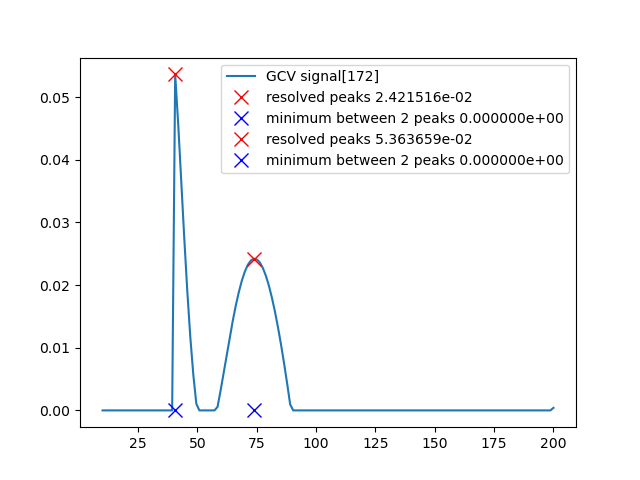 GCV signal[172]
resolved peaks 2.421516e-02
minimum between 2 peaks 0.000000e+00
resolved peaks 5.363659e-02
minimum between 2 peaks 0.000000e+00
0.05
0.04
0.03
0.02
0.01
0.00
25 50 75 100 125 150 175 200